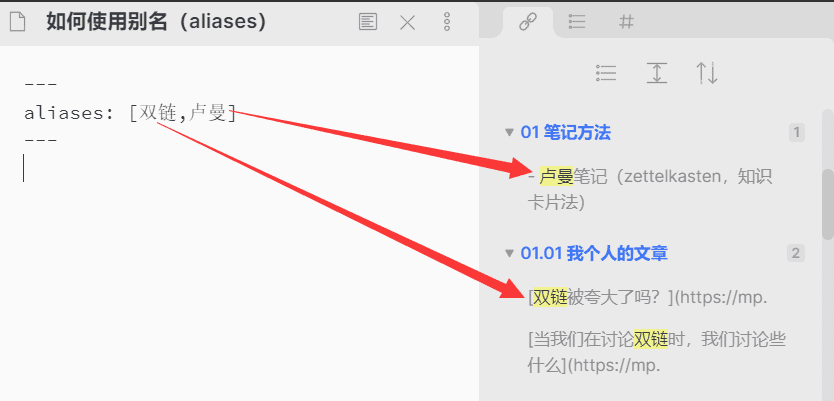 如何使用别名（aliases）
---
aliases: [双链,卢曼]
---
01 笔记方法 1
- 卢曼笔记（zettelkasten，知识
卡片法）
01.01 我个人的文章 2
[双链被夸大了吗？](https://mp.
[当我们在讨论双链时，我们讨论些
什么](https://mp.